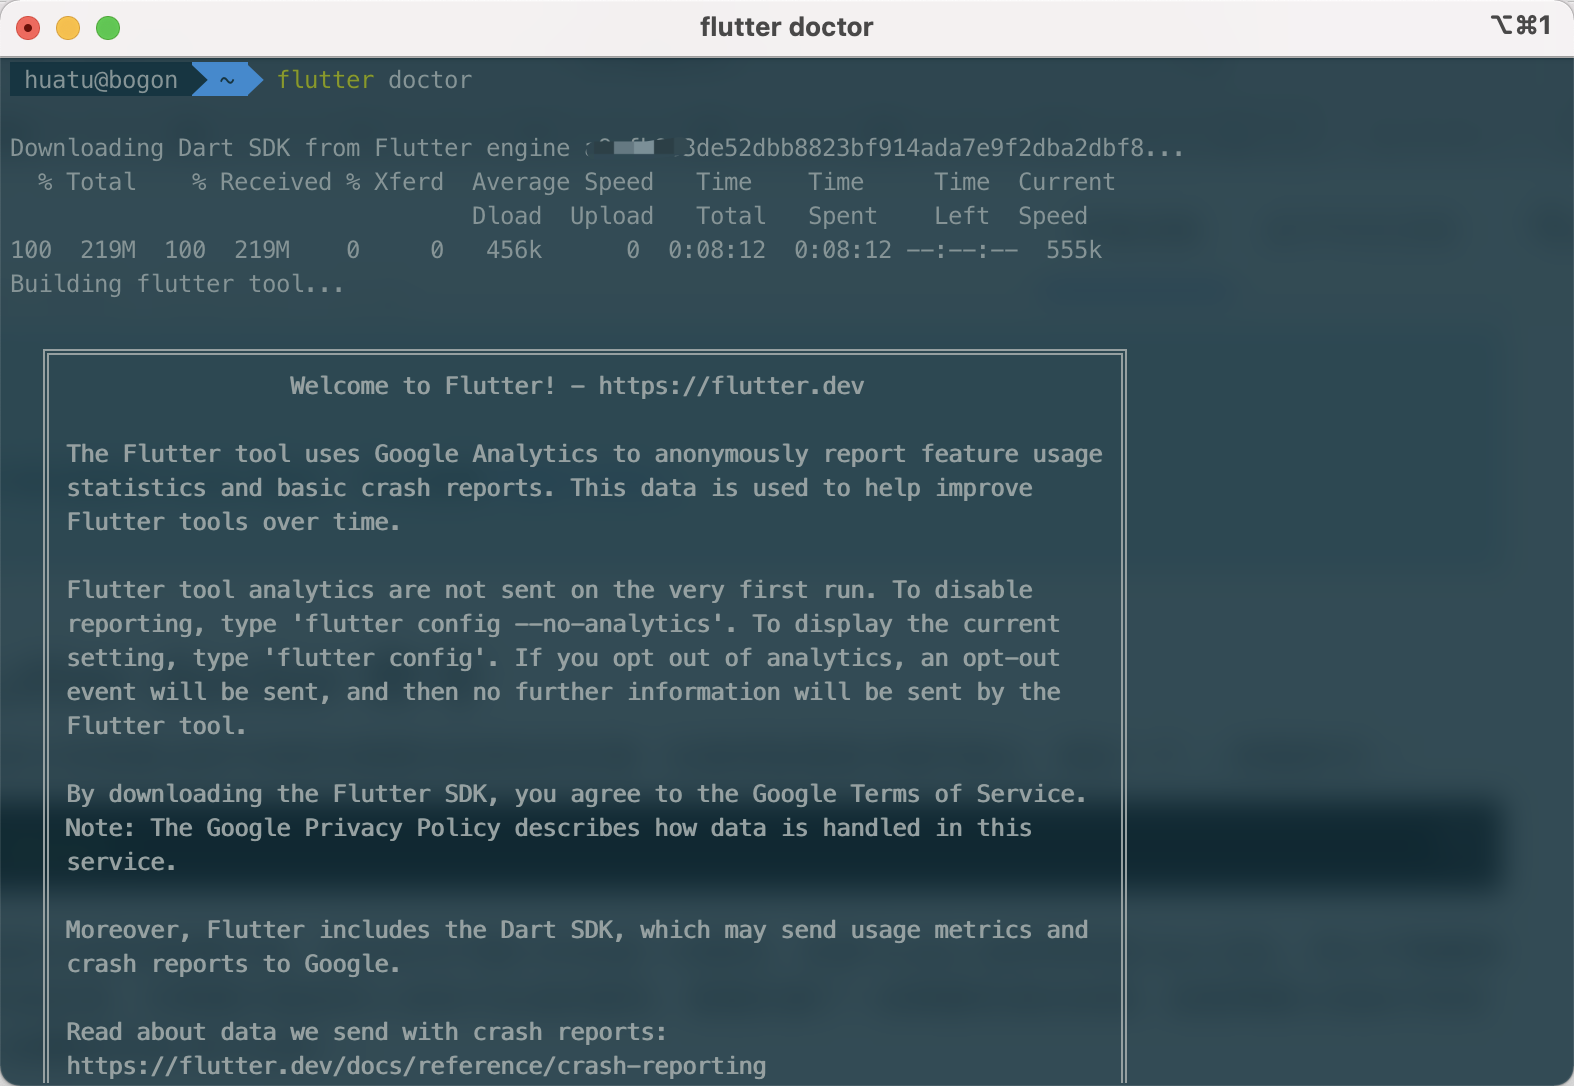 flutter doctor
⌥⌘1
huatu@bogon ~ flutter doctor
Downloading Dart SDK from Flutter engine 3de52dbb8823bf914ada7e9f2dba2dbf8...
% Total % Received % Xferd Average Speed Time Time Time Current
Dload Upload Total Spent Left Speed
100 219M 100 219M 0 0 456k 0 0:08:12 0:08:12 --:--:-- 555k
Building flutter tool...
Welcome to Flutter! - https://flutter.dev
The Flutter tool uses Google Analytics to anonymously report feature usage
statistics and basic crash reports. This data is used to help improve
Flutter tools over time.
Flutter tool analytics are not sent on the very first run. To disable
reporting, type 'flutter config --no-analytics'. To display the current
setting, type 'flutter config'. If you opt out of analytics, an opt-out
event will be sent, and then no further information will be sent by the
Flutter tool.
By downloading the Flutter SDK, you agree to the Google Terms of Service.
Note: The Google Privacy Policy describes how data is handled in this
service.
Moreover, Flutter includes the Dart SDK, which may send usage metrics and
crash reports to Google.
Read about data we send with crash reports:
https://flutter.dev/docs/reference/crash-reporting